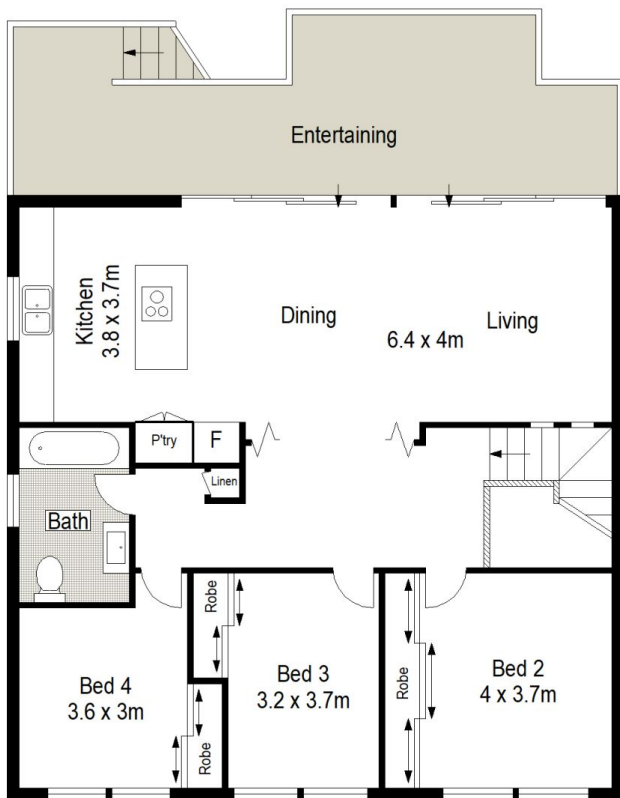 Entertaining
Kitchen
3.8 x 3.7m
Dining
Living
6.4 x 4m
P'try
F
Linen
Bath
Robe
Bed 4
3.6 x 3m
Robe
Bed 3
3.2 x 3.7m
Robe
Bed 2
4 x 3.7m